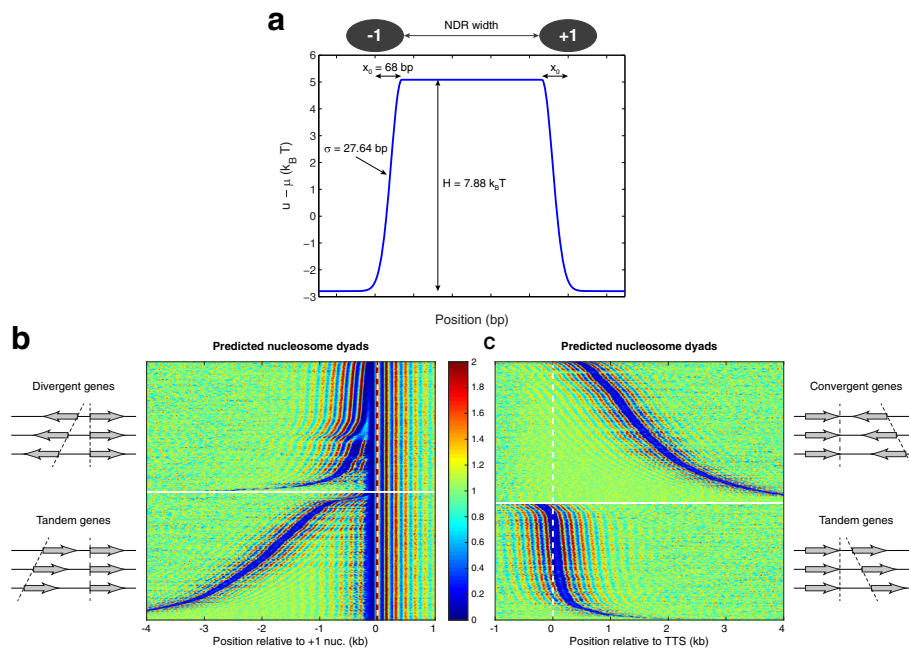 a
-1
NDR width
+1
x0 = 68 bp
x0
σ = 27.64 bp
H = 7.88 kBT
u – μ (kB T)
6
5
4
3
2
1
0
−1
−2
−3
Position (bp)
b
Predicted nucleosome dyads
Divergent genes
Tandem genes
-4 -3 -2 -1 0 1
Position relative to +1 nuc. (kb)
2
1.8
1.6
1.4
1.2
1
0.8
0.6
0.4
0.2
0
c
Predicted nucleosome dyads
Convergent genes
Tandem genes
-1 0 1 2 3 4
Position relative to TTS (kb)